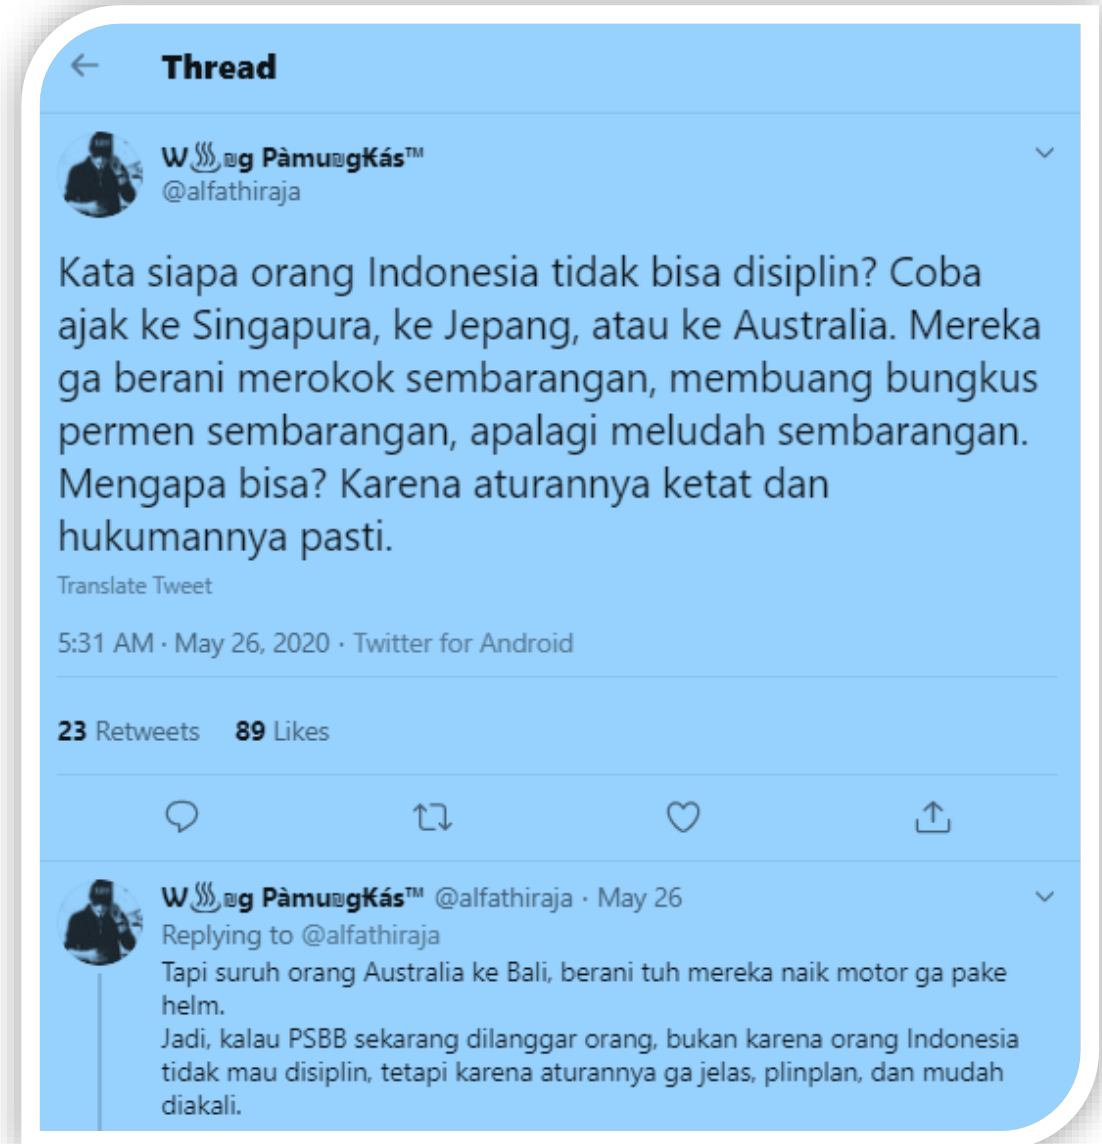 Thread
W♨₪g Pàmu₪gKás™
@alfathiraja
Kata siapa orang Indonesia tidak bisa disiplin? Coba
ajak ke Singapura, ke Jepang, atau ke Australia. Mereka
ga berani merokok sembarangan, membuang bungkus
permen sembarangan, apalagi meludah sembarangan.
Mengapa bisa? Karena aturannya ketat dan
hukumannya pasti.
Translate Tweet
5:31 AM · May 26, 2020 · Twitter for Android
23 Retweets 89 Likes
W♨₪g Pàmu₪gKás™ @alfathiraja · May 26
Replying to @alfathiraja
Tapi suruh orang Australia ke Bali, berani tuh mereka naik motor ga pake
helm.
Jadi, kalau PSBB sekarang dilanggar orang, bukan karena orang Indonesia
tidak mau disiplin, tetapi karena aturannya ga jelas, plinplan, dan mudah
diakali.